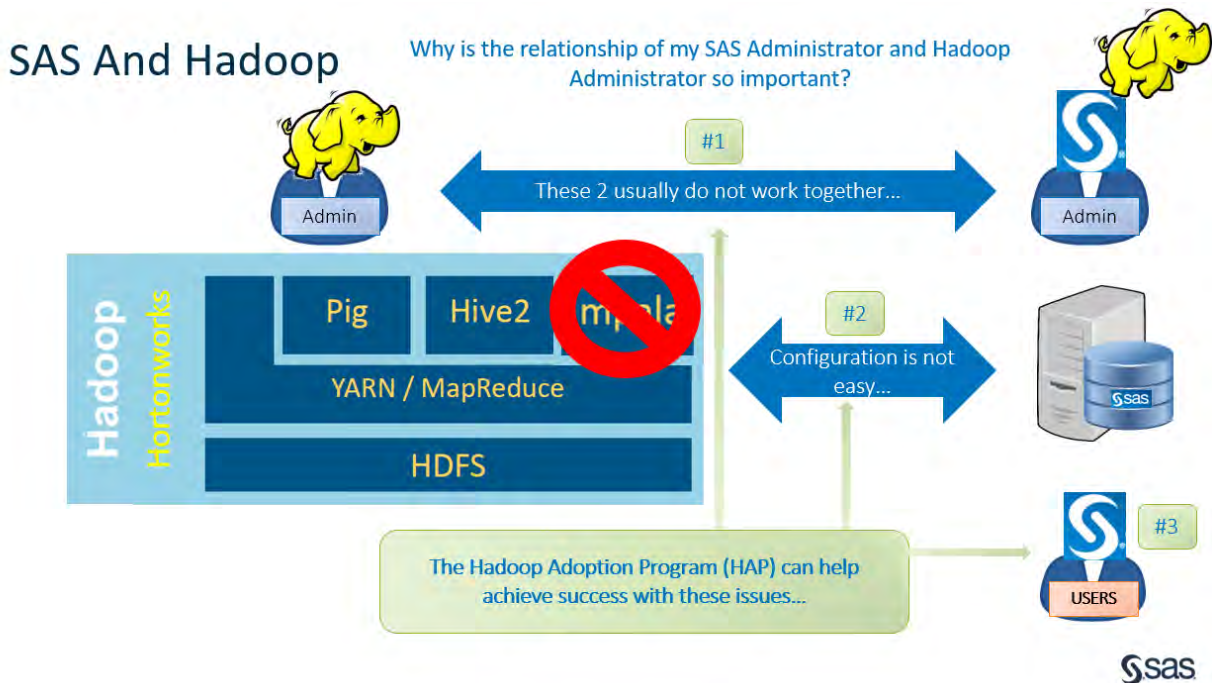 SAS And Hadoop
Why is the relationship of my SAS Administrator and Hadoop
Administrator so important?
#1
These 2 usually do not work together...
Admin
Admin
Hadoop
Hortonworks
Pig
Hive2
mpala
YARN / MapReduce
HDFS
#2
Configuration is not
easy...
sas
The Hadoop Adoption Program (HAP) can help
achieve success with these issues...
#3
USERS
sas